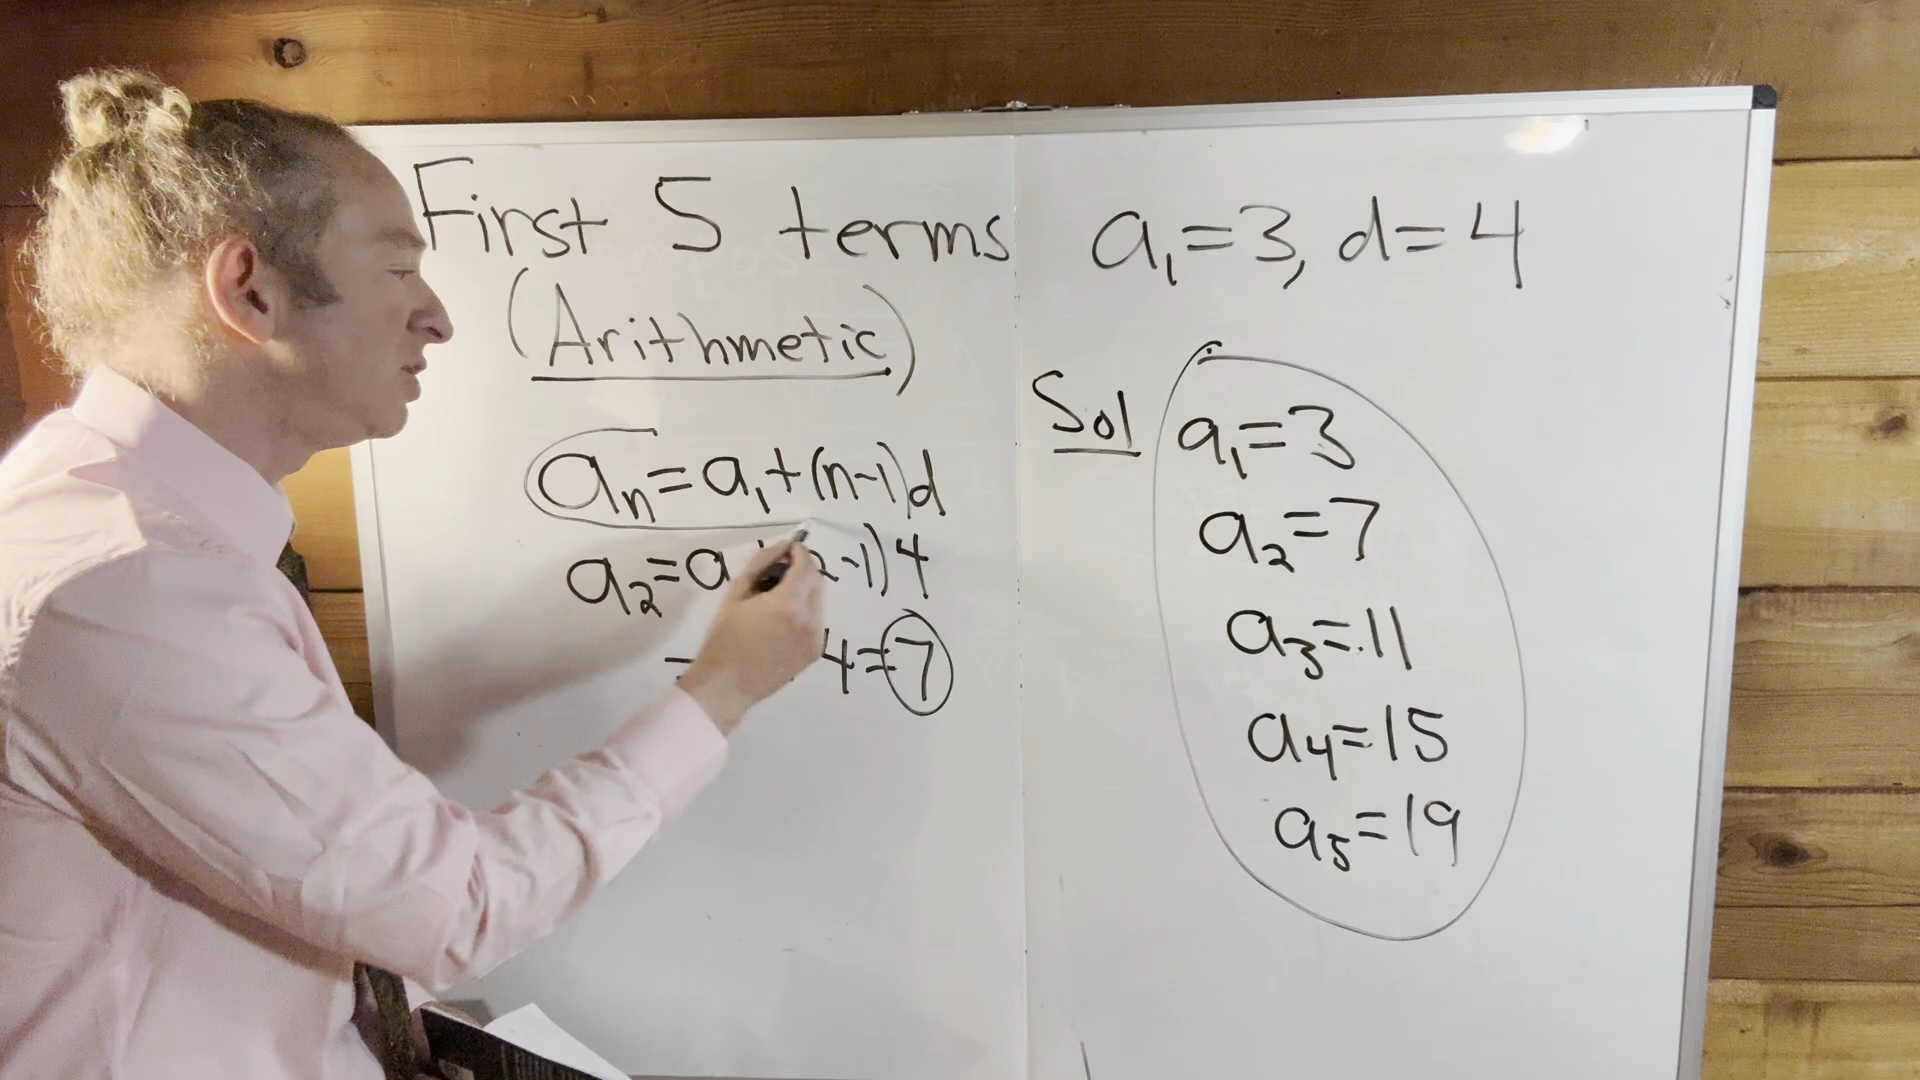 First 5 terms
(Arithmetic)
aₙ=a₁+(n-1)d
a₂=a 2-1)4
4=7
a₁=3, d=4
Sol
a₁=3
a₂=7
a₃=11
a₄=15
a₅=19